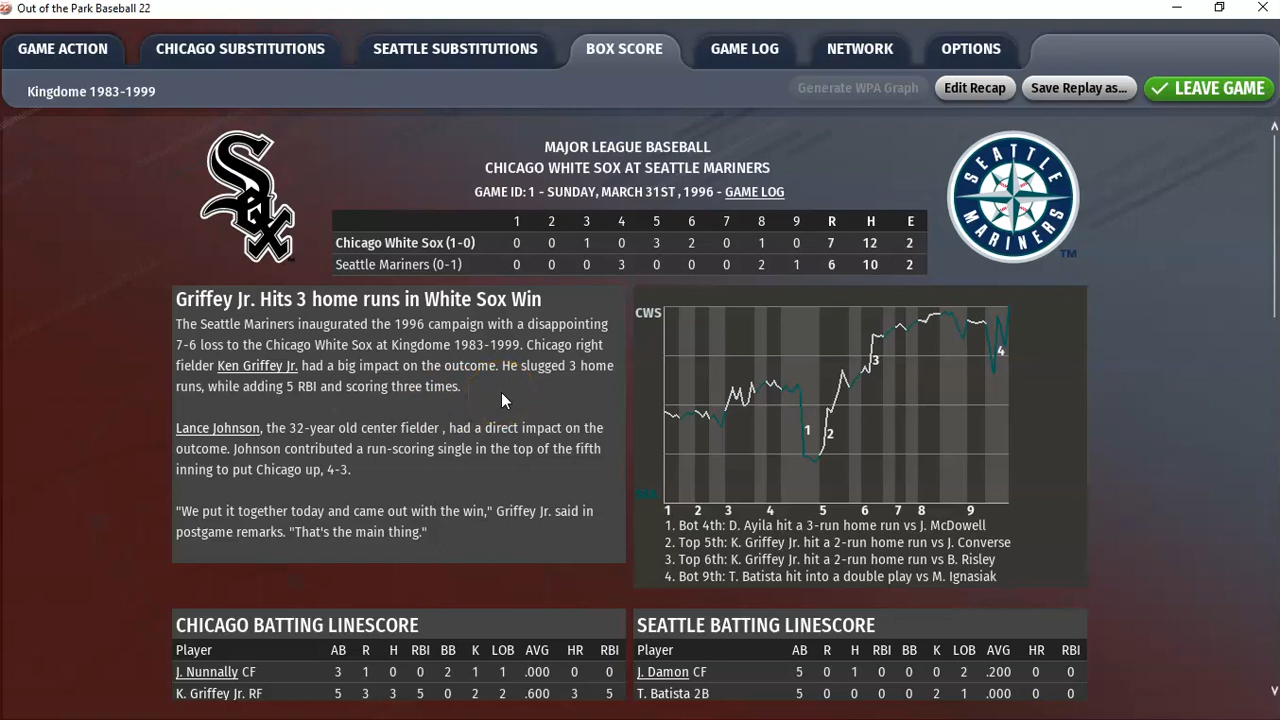 Out of the Park Baseball 22
GAME ACTION CHICAGO SUBSTITUTIONS SEATTLE SUBSTITUTIONS BOX SCORE GAME LOG NETWORK OPTIONS
Kingdome 1983-1999 Generate WPA Graph Edit Recap Save Replay as... LEAVE GAME
Sox
SEATTLE MARINERS TM
MAJOR LEAGUE BASEBALL
CHICAGO WHITE SOX AT SEATTLE MARINERS
GAME ID: 1 - SUNDAY, MARCH 31ST , 1996 - GAME LOG
1 2 3 4 5 6 7 8 9 R H E
Chicago White Sox (1-0) 0 0 1 0 3 2 0 1 0 7 12 2
Seattle Mariners (0-1) 0 0 0 3 0 0 0 2 1 6 10 2
Griffey Jr. Hits 3 home runs in White Sox Win
The Seattle Mariners inaugurated the 1996 campaign with a disappointing
7-6 loss to the Chicago White Sox at Kingdome 1983-1999. Chicago right
fielder Ken Griffey Jr. had a big impact on the outcome. He slugged 3 home
runs, while adding 5 RBI and scoring three times.
Lance Johnson, the 32-year old center fielder , had a direct impact on the
outcome. Johnson contributed a run-scoring single in the top of the fifth
inning to put Chicago up, 4-3.
"We put it together today and came out with the win," Griffey Jr. said in
postgame remarks. "That's the main thing."
CWS
4
3
1
2
SEA
1 2 3 4 5 6 7 8 9
1. Bot 4th: D. Ayila hit a 3-run home run vs J. McDowell
2. Top 5th: K. Griffey Jr. hit a 2-run home run vs J. Converse
3. Top 6th: K. Griffey Jr. hit a 2-run home run vs B. Risley
4. Bot 9th: T. Batista hit into a double play vs M. Ignasiak
CHICAGO BATTING LINESCORE
Player AB R H RBI BB K LOB AVG HR RBI
J. Nunnally CF 3 1 0 0 2 1 1 .000 0 0
K. Griffey Jr. RF 5 3 3 5 0 2 2 .600 3 5
SEATTLE BATTING LINESCORE
Player AB R H RBI BB K LOB AVG HR RBI
J. Damon CF 5 0 1 0 0 0 2 .200 0 0
T. Batista 2B 5 0 0 0 0 2 1 .000 0 0